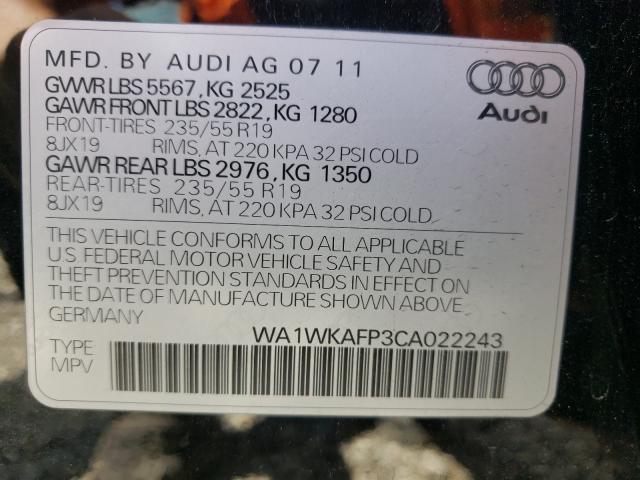 MFD. BY AUDI AG 07 11
GVWR LBS 5567, KG 2525
GAWR FRONT LBS 2822, KG 1280
FRONT-TIRES 235/55 R19
8JX19 RIMS, AT 220 KPA 32 PSI COLD
GAWR REAR LBS 2976, KG 1350
REAR-TIRES 235/55 R19
8JX19 RIMS, AT 220 KPA 32 PSI COLD
Audi
THIS VEHICLE CONFORMS TO ALL APPLICABLE
U.S. FEDERAL MOTOR VEHICLE SAFETY AND
THEFT PREVENTION STANDARDS IN EFFECT ON
THE DATE OF MANUFACTURE SHOWN ABOVE.
GERMANY
WA1WKAFP3CA022243
TYPE
MPV